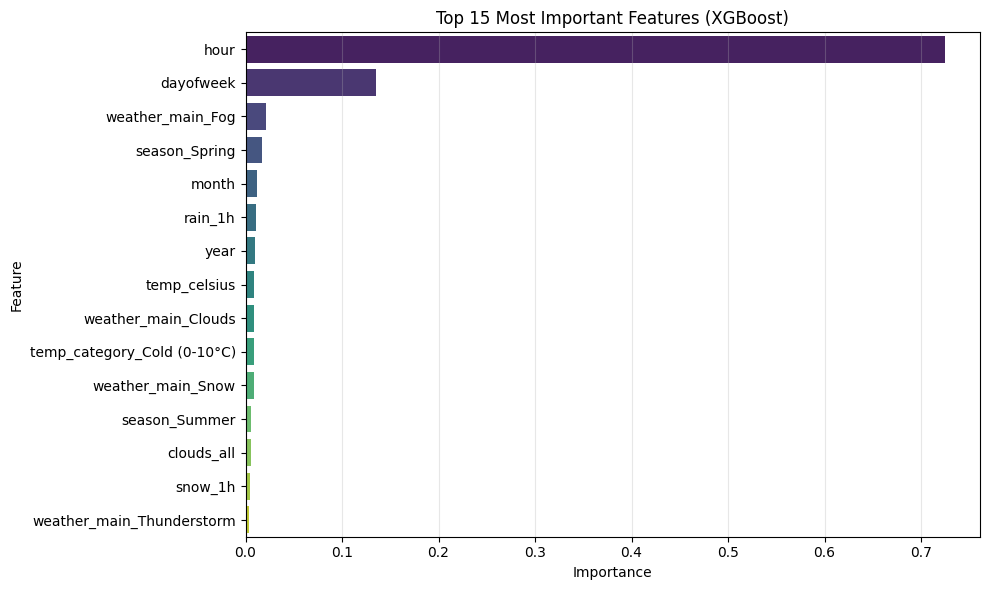 Top 15 Most Important Features (XGBoost)
Feature
hour
dayofweek
weather_main_Fog
season_Spring
month
rain_1h
year
temp_celsius
weather_main_Clouds
temp_category_Cold (0-10°C)
weather_main_Snow
season_Summer
clouds_all
snow_1h
weather_main_Thunderstorm
0.0 0.1 0.2 0.3 0.4 0.5 0.6 0.7
Importance